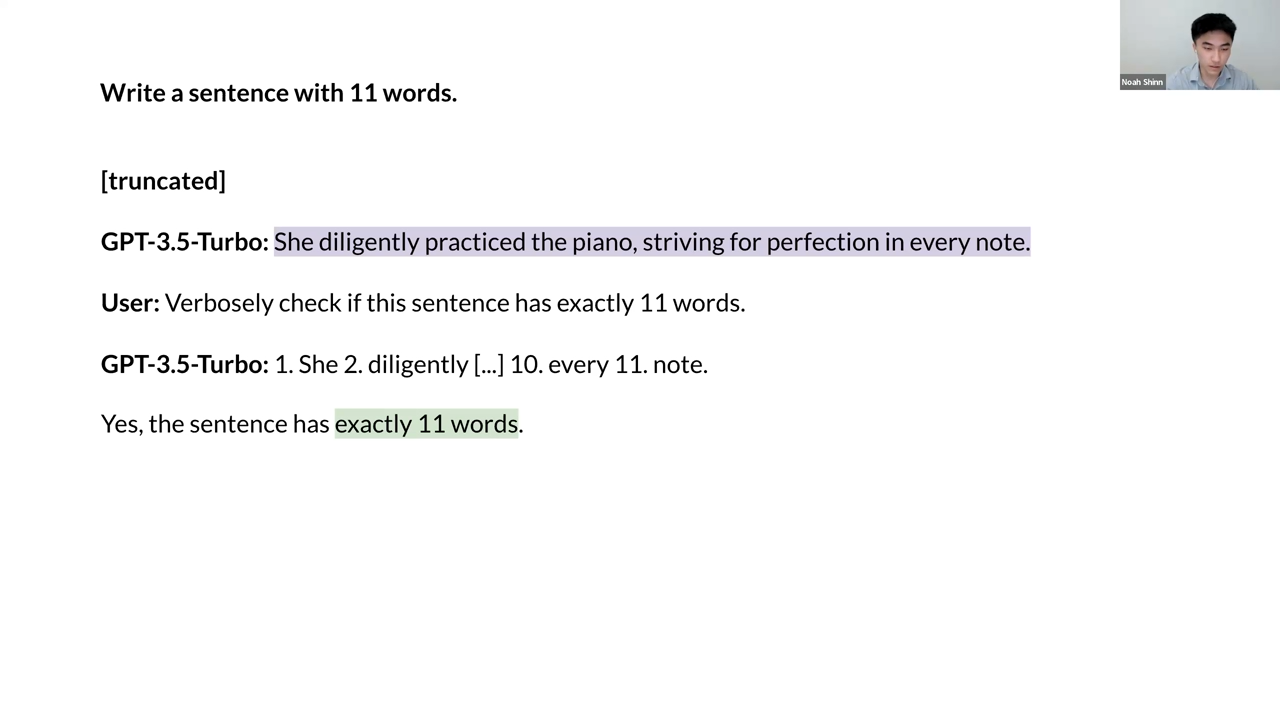 Noah Shinn
Write a sentence with 11 words.
[truncated]
GPT-3.5-Turbo: She diligently practiced the piano, striving for perfection in every note.
User: Verbosely check if this sentence has exactly 11 words.
GPT-3.5-Turbo: 1. She 2. diligently [...] 10. every 11. note.
Yes, the sentence has exactly 11 words.